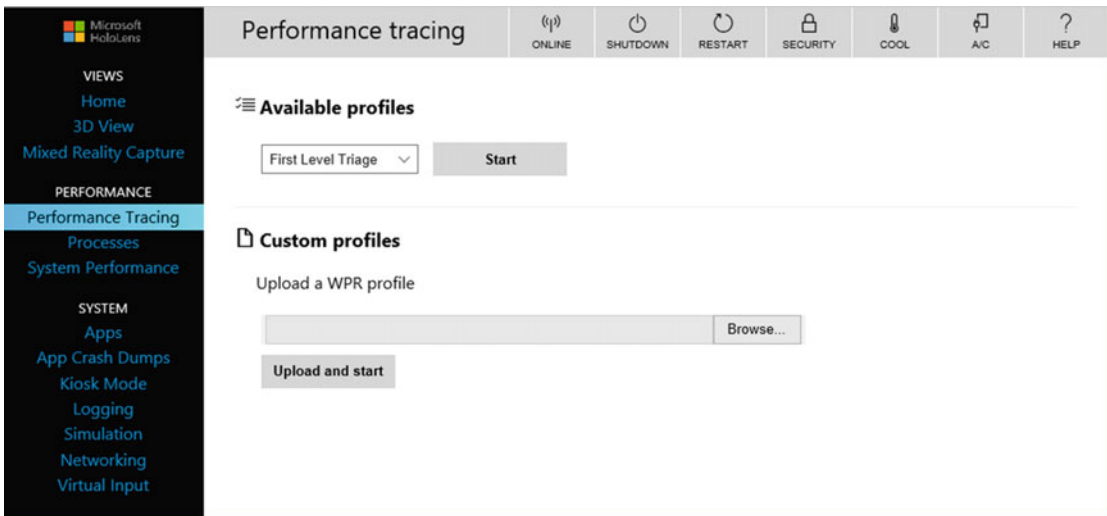 Microsoft
HoloLens
Performance tracing
ONLINE
SHUTDOWN
RESTART
SECURITY
COOL
A/C
?
HELP
VIEWS
Home
3D View
Mixed Reality Capture
PERFORMANCE
Performance Tracing
Processes
System Performance
SYSTEM
Apps
App Crash Dumps
Kiosk Mode
Logging
Simulation
Networking
Virtual Input
Available profiles
First Level Triage
Start
Custom profiles
Upload a WPR profile
Browse...
Upload and start